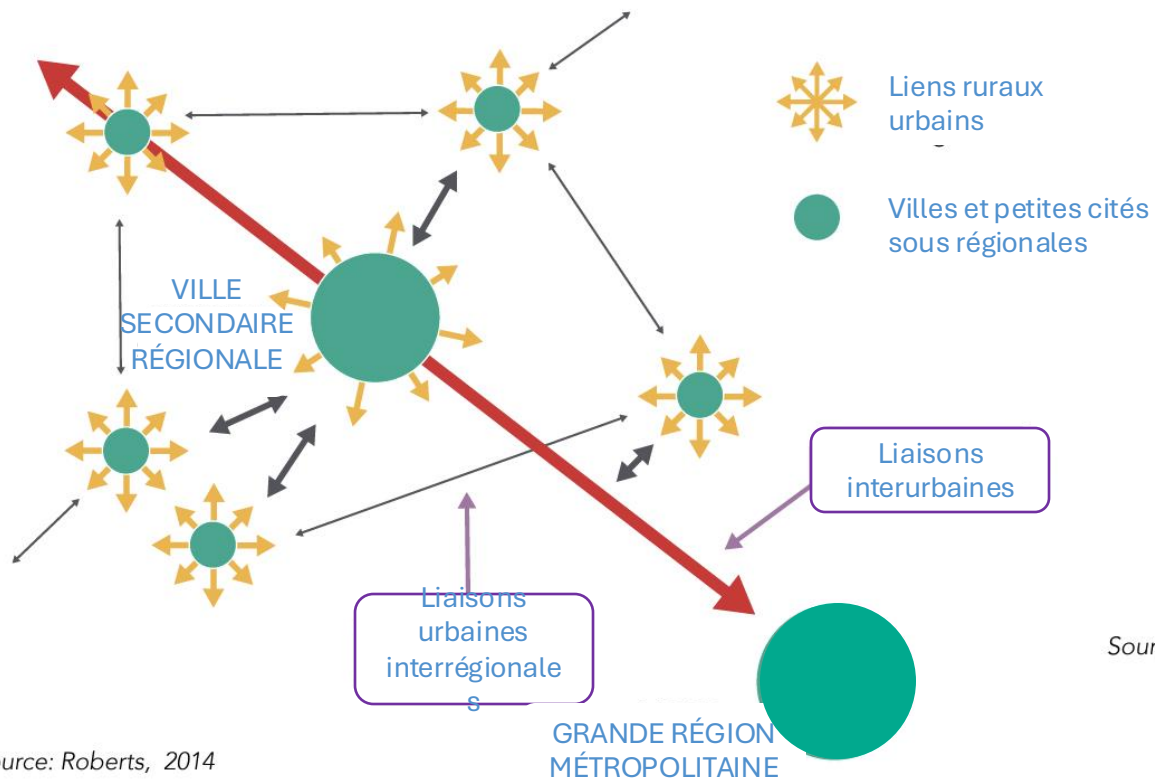 Liens ruraux
urbains
Villes et petites cités
sous régionales
VILLE
SECONDAIRE
RÉGIONALE
Liaisons
interurbaines
Liaisons
urbaines
interrégionale
s
GRANDE RÉGION
MÉTROPOLITAINE
Sour
urce: Roberts, 2014